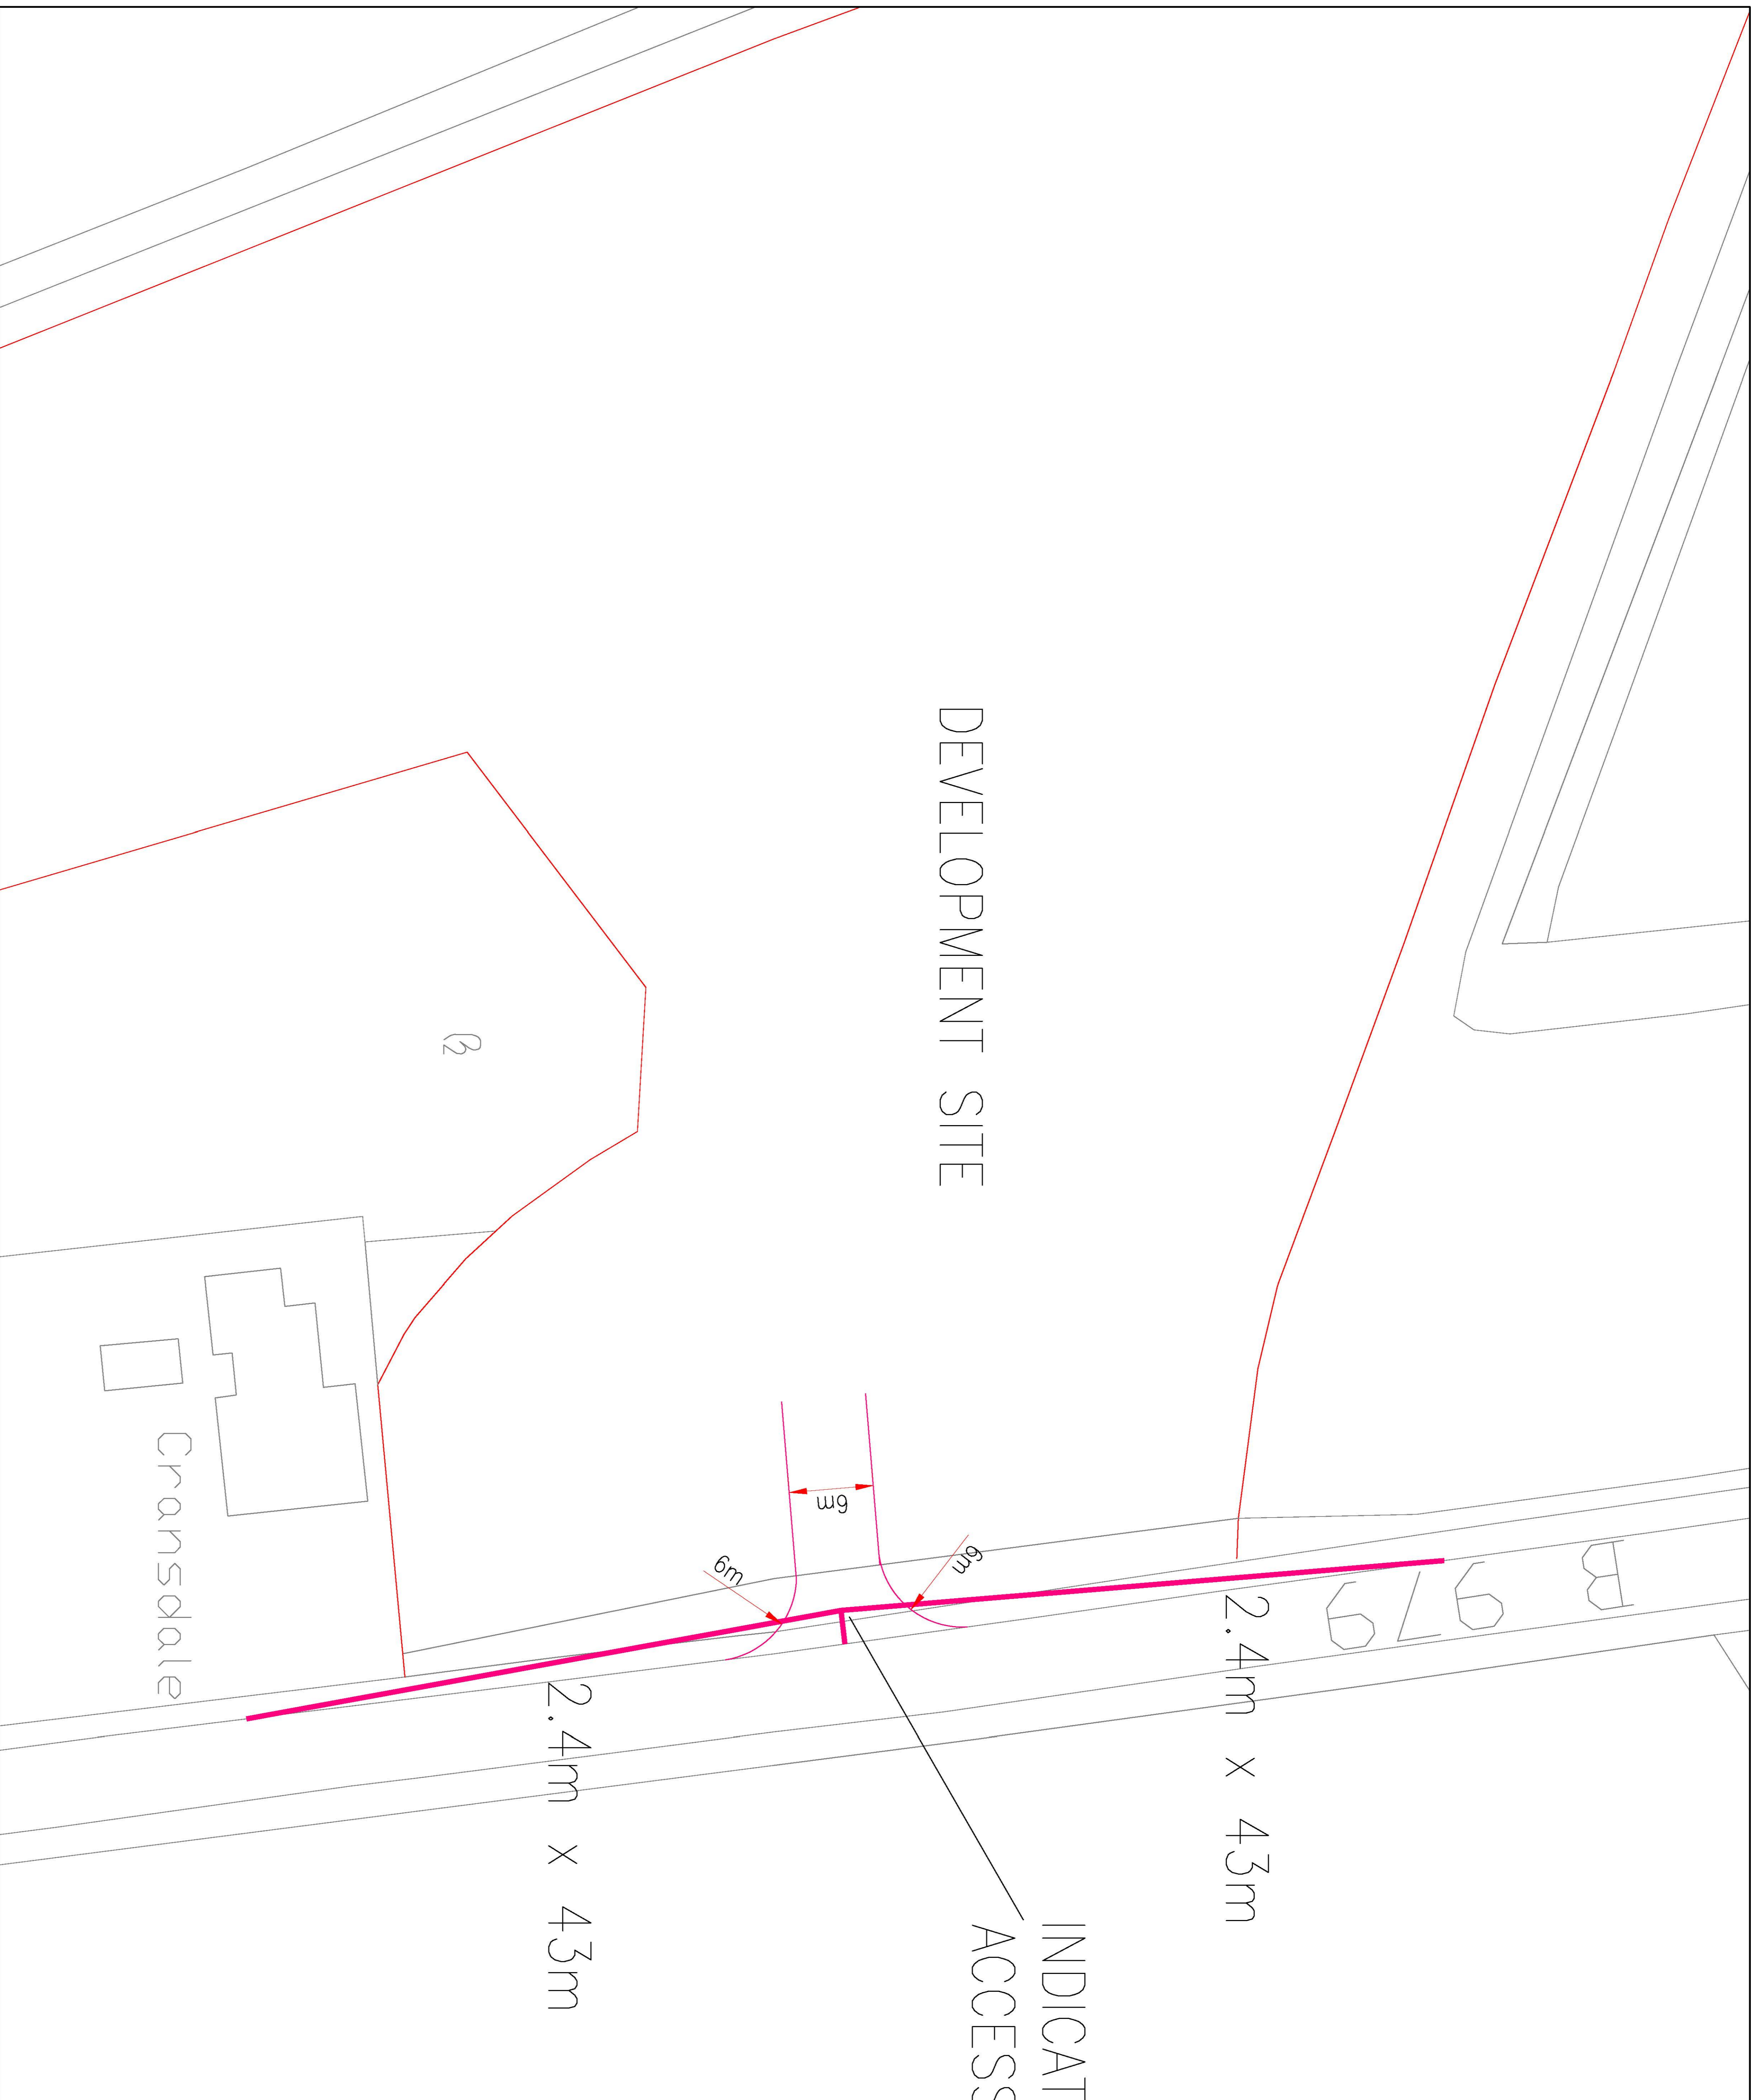 B 979
2.4m x 43m
INDICAT
ACCESS
DEVELOPMENT SITE
6m
6m
6m
2.4m x 43m
Cransdale